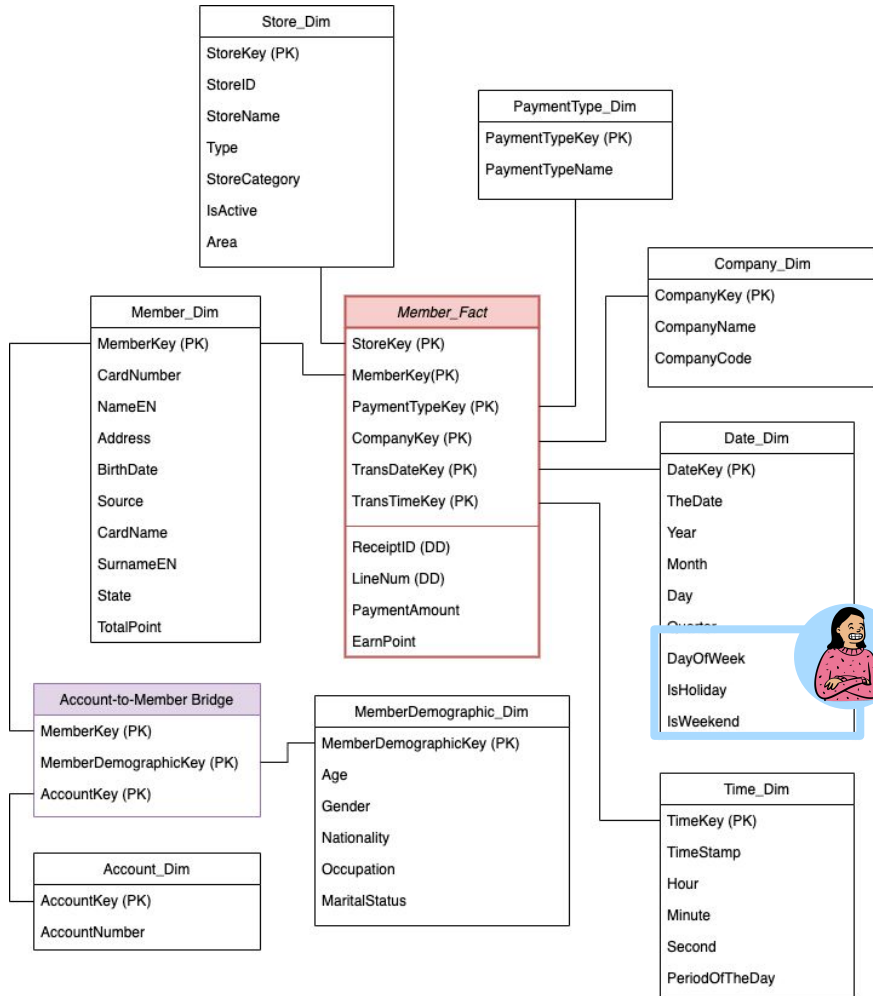 Store_Dim
StoreKey (PK)
StoreID
StoreName
Type
StoreCategory
IsActive
Area
PaymentType_Dim
PaymentTypeKey (PK)
PaymentTypeName
Company_Dim
CompanyKey (PK)
CompanyName
CompanyCode
Member_Dim
MemberKey (PK)
CardNumber
NameEN
Address
BirthDate
Source
CardName
SurnameEN
State
TotalPoint
Member_Fact
StoreKey (PK)
MemberKey(PK)
PaymentTypeKey (PK)
CompanyKey (PK)
TransDateKey (PK)
TransTimeKey (PK)
ReceiptID (DD)
LineNum (DD)
PaymentAmount
EarnPoint
Date_Dim
DateKey (PK)
TheDate
Year
Month
Day
Quarter
DayOfWeek
IsHoliday
IsWeekend
Account-to-Member Bridge
MemberKey (PK)
MemberDemographicKey (PK)
AccountKey (PK)
MemberDemographic_Dim
MemberDemographicKey (PK)
Age
Gender
Nationality
Occupation
MaritalStatus
Account_Dim
AccountKey (PK)
AccountNumber
Time_Dim
TimeKey (PK)
TimeStamp
Hour
Minute
Second
PeriodOfTheDay